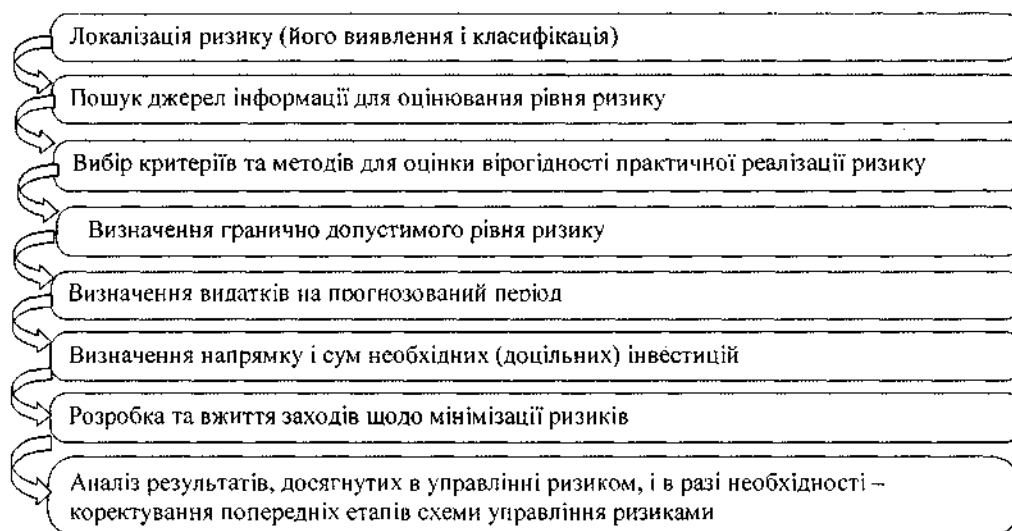 Локалізація ризику (його виявлення і класифікація)
Пошук джерел інформації для оцінювання рівня ризику
Вибір критеріїв та методів для оцінки вірогідності практичної реалізації ризику
Визначення гранично допустимого рівня ризику
Визначення видатків на прогнозований період
Визначення напрямку і сум необхідних (доцільних) інвестицій
Розробка та вжиття заходів щодо мінімізації ризиків
Аналіз результатів, досягнутих в управлінні ризиком, і в разі необхідності –
коректування попередніх етапів схеми управління ризиками